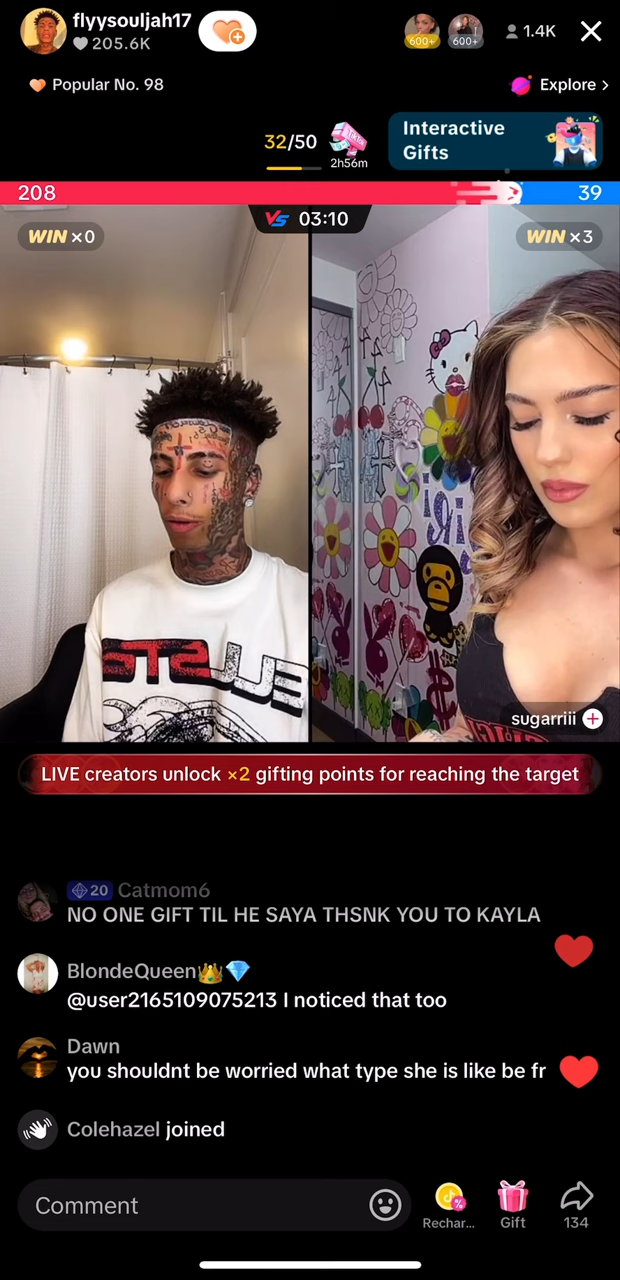 flyysouljah17
205.6K
600+
600+
1.4K
Popular No. 98
Explore >
32/50
2h56m
Interactive
Gifts
208
39
VS 03:10
WIN ×0
WIN ×3
sugarriii
LIVE creators unlock ×2 gifting points for reaching the target
20 Catmom6
NO ONE GIFT TIL HE SAYA THSNK YOU TO KAYLA
BlondeQueen👑💎
@user2165109075213 I noticed that too
Dawn
you shouldnt be worried what type she is like be fr
Colehazel joined
Comment
Rechar...
Gift
134